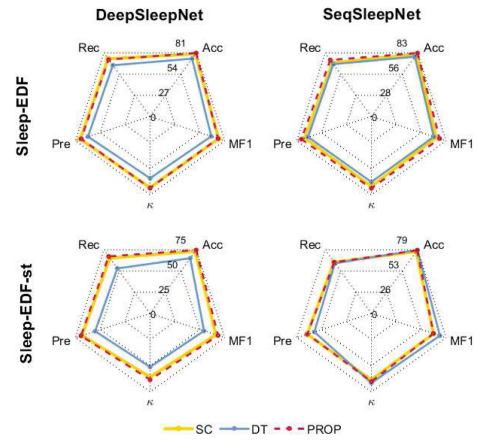 DeepSleepNet SeqSleepNet
Sleep-EDF
Rec 81 Acc
54
27
0
Pre MF1
κ
Rec 83 Acc
56
28
0
Pre MF1
κ
Sleep-EDF-st
Rec 75 Acc
50
25
0
Pre MF1
κ
Rec 79 Acc
53
26
0
Pre MF1
κ
SC DT PROP